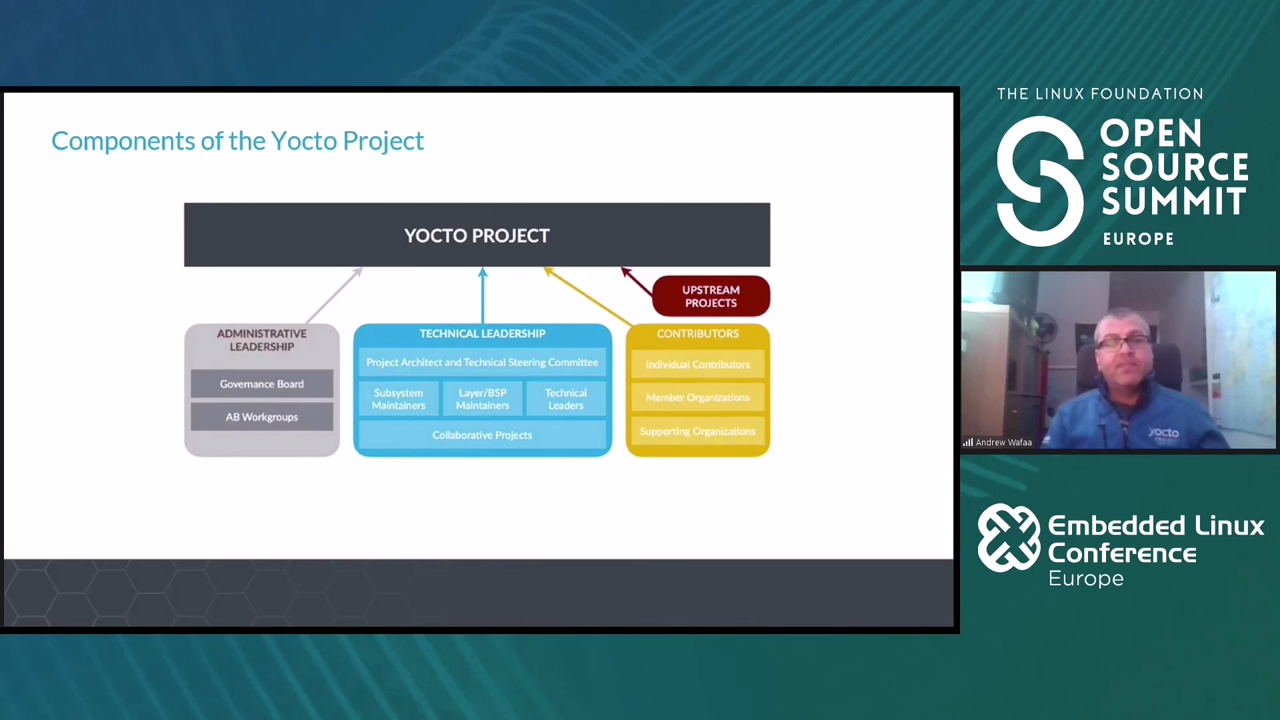 Components of the Yocto Project
YOCTO PROJECT
UPSTREAM
PROJECTS
ADMINISTRATIVE
LEADERSHIP
Governance Board
AB Workgroups
TECHNICAL LEADERSHIP
Project Architect and Technical Steering Committee
Subsystem
Maintainers
Layer/BSP
Maintainers
Technical
Leaders
Collaborative Projects
CONTRIBUTORS
Individual Contributors
Member Organizations
Supporting Organizations
THE LINUX FOUNDATION
OPEN
SOURCE
SUMMIT
EUROPE
yocto
Andrew Wafaa
Embedded Linux
Conference
Europe